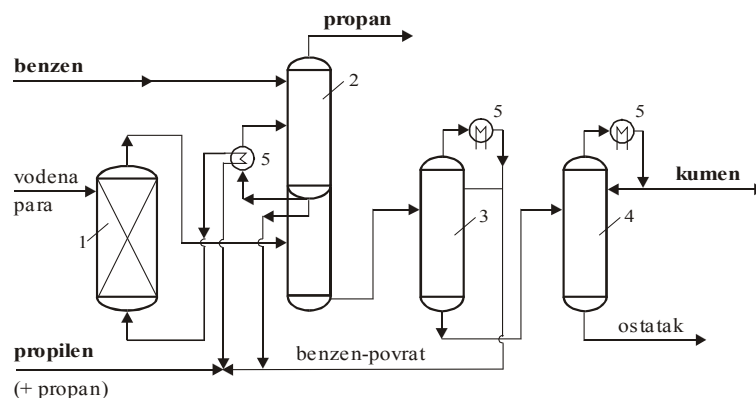 propan
benzen
2
5
5
5
vodena
para
kumen
1
3
4
ostatak
propilen
benzen-povrat
(+ propan)